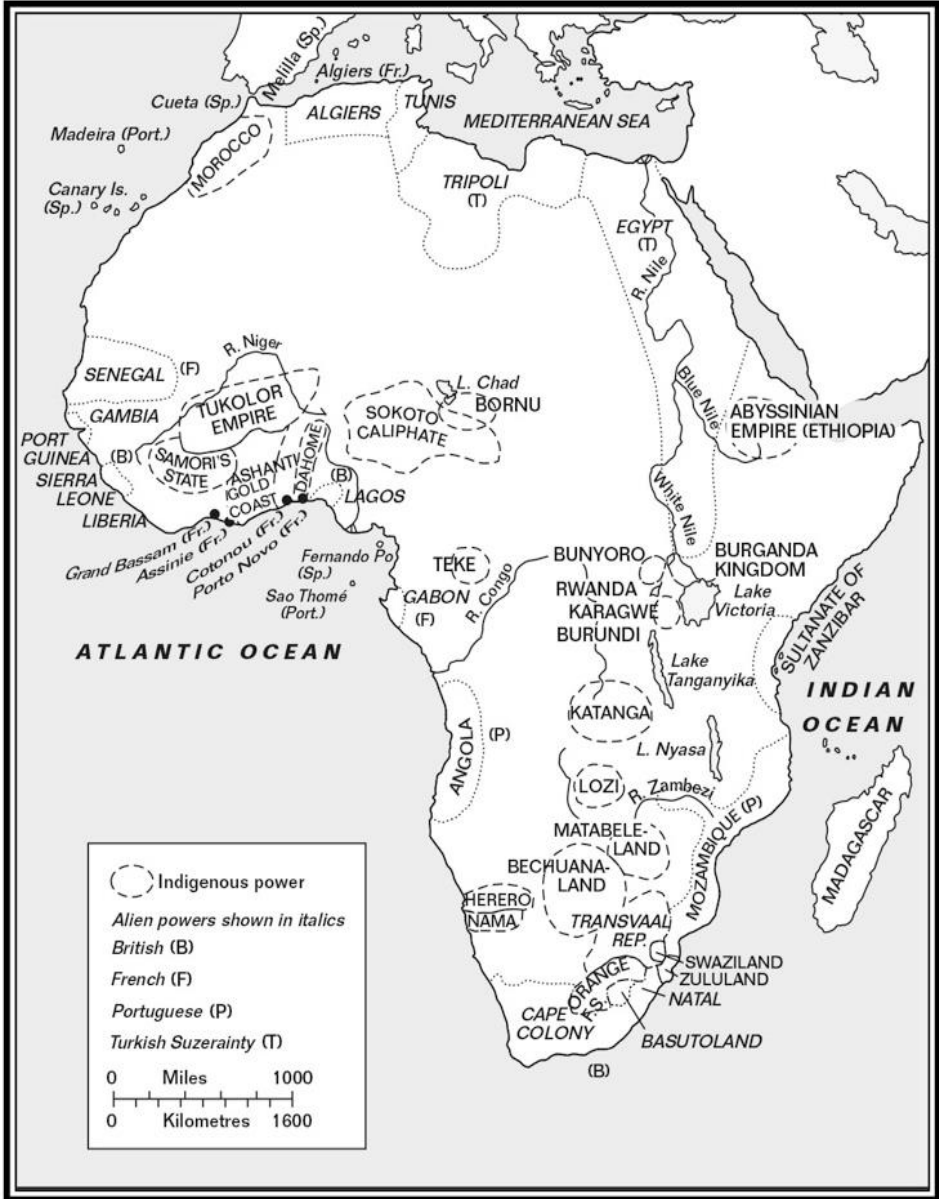 Melilla (Sp.)
Algiers (Fr.)
Cueta (Sp.)
ALGIERS
TUNIS
MEDITERRANEAN SEA
Madeira (Port.)
MOROCCO
Canary Is.
(Sp.)
TRIPOLI
(T)
EGYPT
(T)
R. Nile
R. Niger
SENEGAL
(F)
L. Chad
BORNU
Blue Nile
GAMBIA
TUKOLOR
EMPIRE
SOKOTO
CALIPHATE
ABYSSINIAN
EMPIRE (ETHIOPIA)
PORT
GUINEA
(B)
SAMORI'S
STATE
ASHANTI
GOLD
COAST
DAHOME
(B)
LAGOS
SIERRA
LEONE
LIBERIA
White Nile
Grand Bassam (Fr.)
Assinie (Fr.)
Cotonou (Fr.)
Porto Novo (Fr.)
Fernando Po
(Sp.)
Sao Thomé
(Port.)
TEKE
GABON
(F)
R. Congo
BUNYORO
BURGANDA
KINGDOM
RWANDA
KARAGWE
BURUNDI
Lake
Victoria
SULTANATE OF
ZANZIBAR
ATLANTIC OCEAN
Lake
Tanganyika
INDIAN
OCEAN
KATANGA
ANGOLA
(P)
L. Nyasa
LOZI
R. Zambezi
MOZAMBIQUE (P)
MADAGASCAR
MATABELE-
LAND
BECHUANA-
LAND
HERERO
NAMA
TRANSVAAL
REP.
SWAZILAND
ZULULAND
NATAL
ORANGE
F.S.
CAPE
COLONY
BASUTOLAND
(B)
Indigenous power
Alien powers shown in italics
British (B)
French (F)
Portuguese (P)
Turkish Suzerainty (T)
0 Miles 1000
0 Kilometres 1600